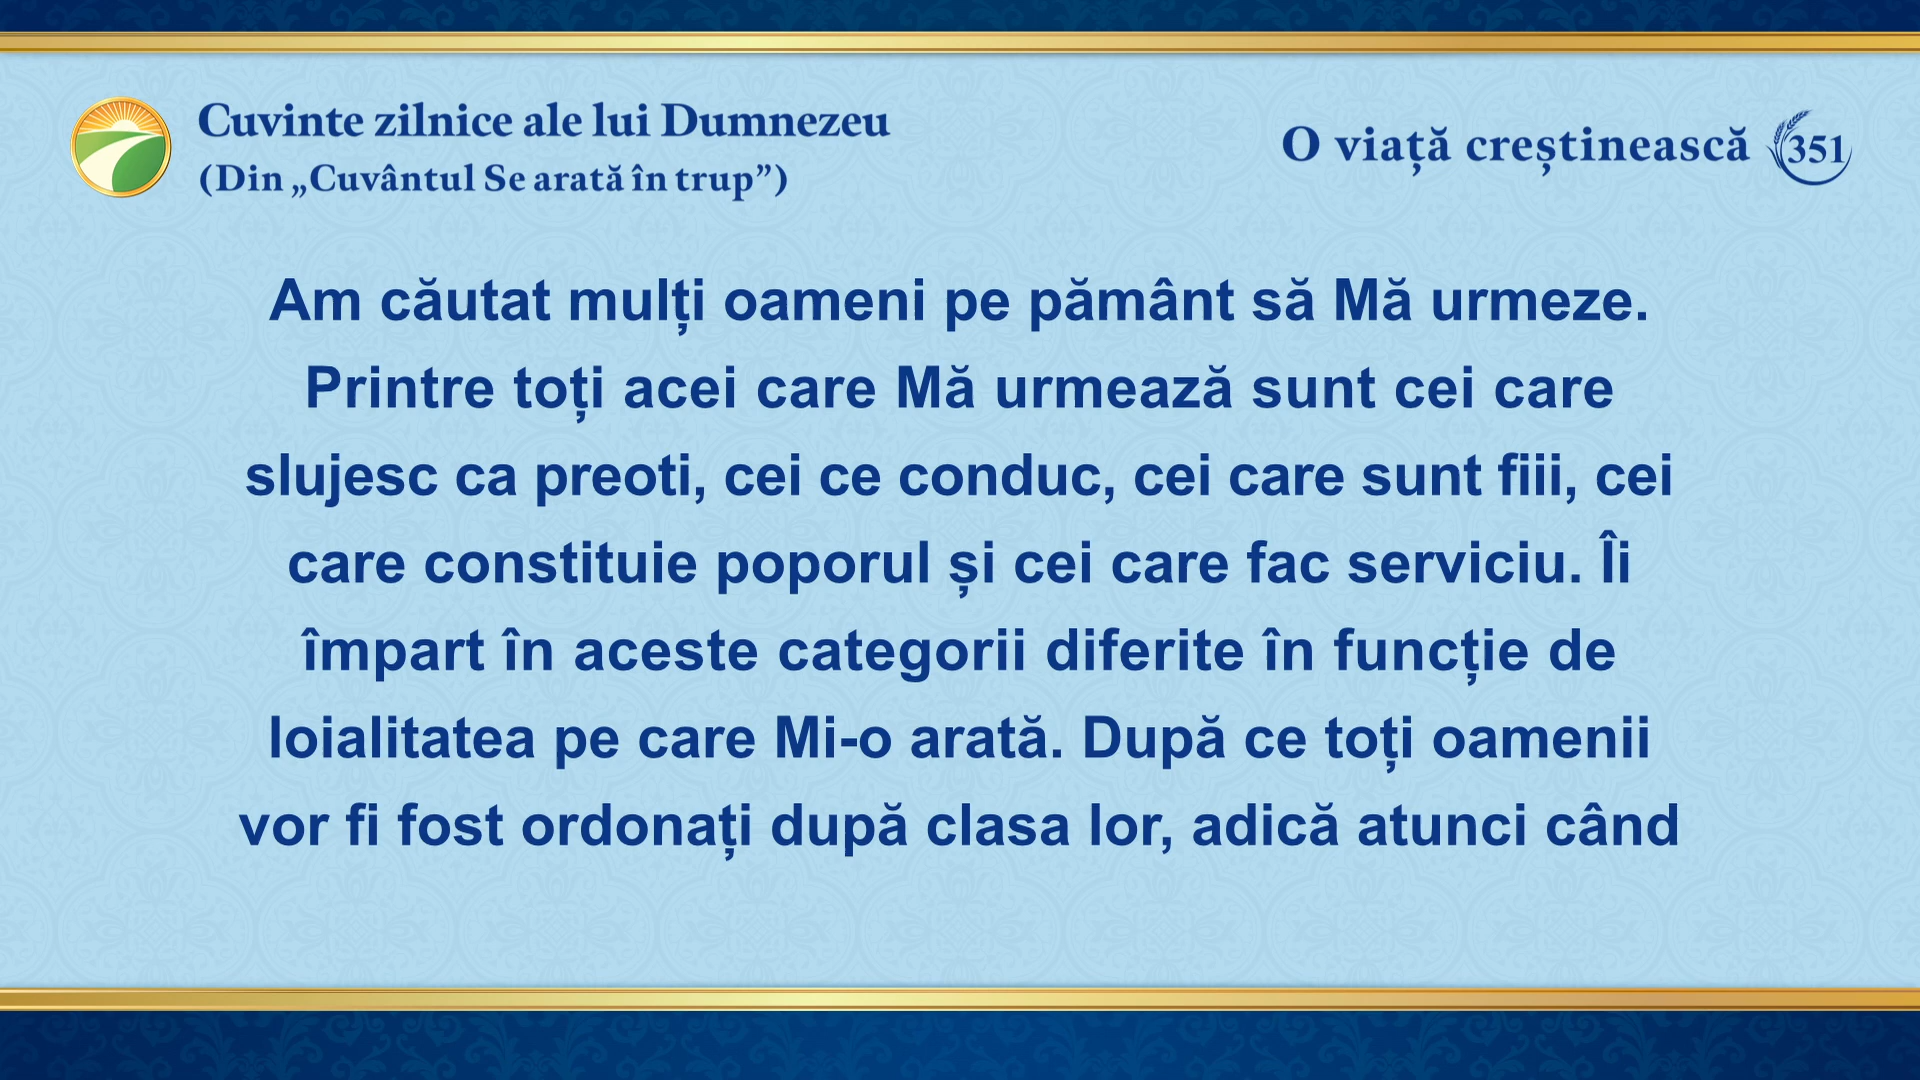 Cuvinte zilnice ale lui Dumnezeu
(Din „Cuvântul Se arată în trup”)
O viață creștinească 351
Am căutat mulți oameni pe pământ să Mă urmeze.
Printre toți acei care Mă urmează sunt cei care
slujesc ca preoti, cei ce conduc, cei care sunt fiii, cei
care constituie poporul și cei care fac serviciu. Îi
împart în aceste categorii diferite în funcție de
loialitatea pe care Mi-o arată. După ce toți oamenii
vor fi fost ordonați după clasa lor, adică atunci când